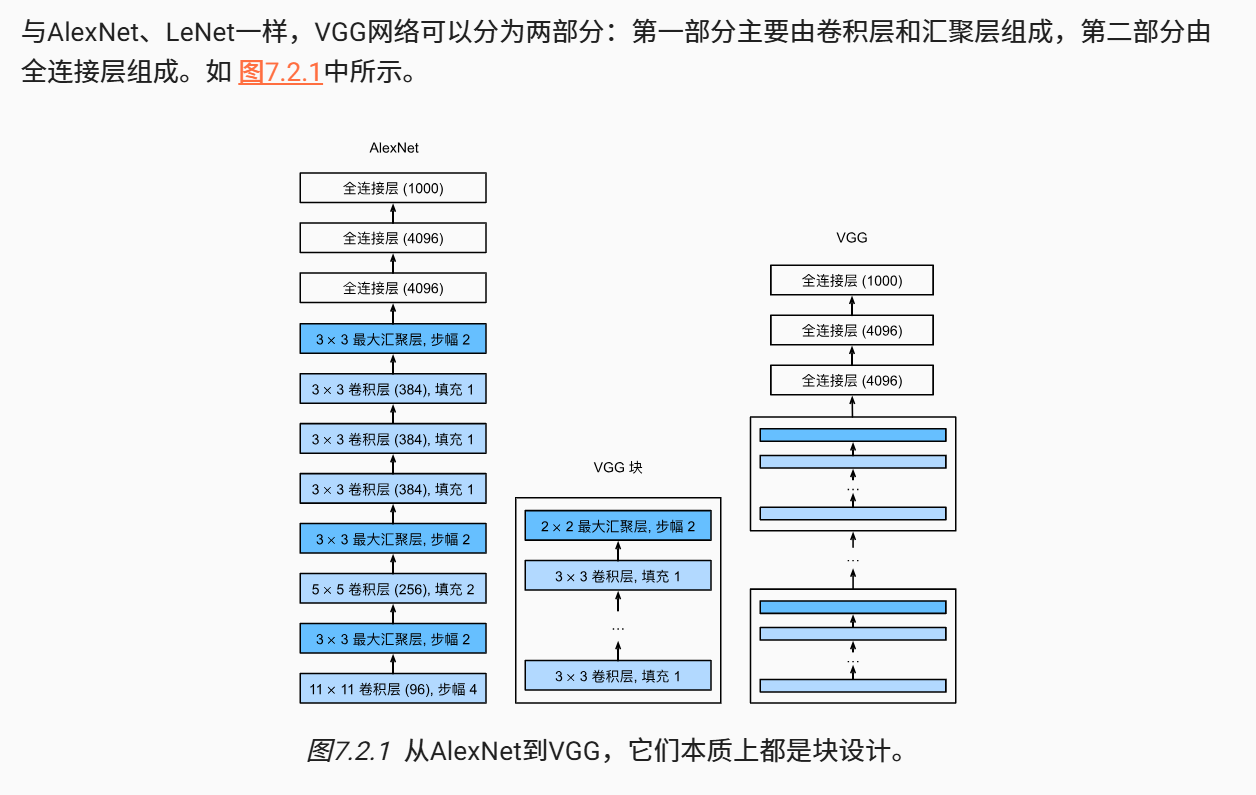 与AlexNet、LeNet一样，VGG网络可以分为两部分：第一部分主要由卷积层和汇聚层组成，第二部分由
全连接层组成。如 图7.2.1中所示。
AlexNet
全连接层 (1000)
全连接层 (4096)
全连接层 (4096)
3 × 3 最大汇聚层, 步幅 2
3 × 3 卷积层 (384), 填充 1
3 × 3 卷积层 (384), 填充 1
3 × 3 卷积层 (384), 填充 1
3 × 3 最大汇聚层, 步幅 2
5 × 5 卷积层 (256), 填充 2
3 × 3 最大汇聚层, 步幅 2
11 × 11 卷积层 (96), 步幅 4
VGG 块
2 × 2 最大汇聚层, 步幅 2
3 × 3 卷积层, 填充 1
...
3 × 3 卷积层, 填充 1
VGG
全连接层 (1000)
全连接层 (4096)
全连接层 (4096)
...
...
...
图7.2.1 从AlexNet到VGG，它们本质上都是块设计。